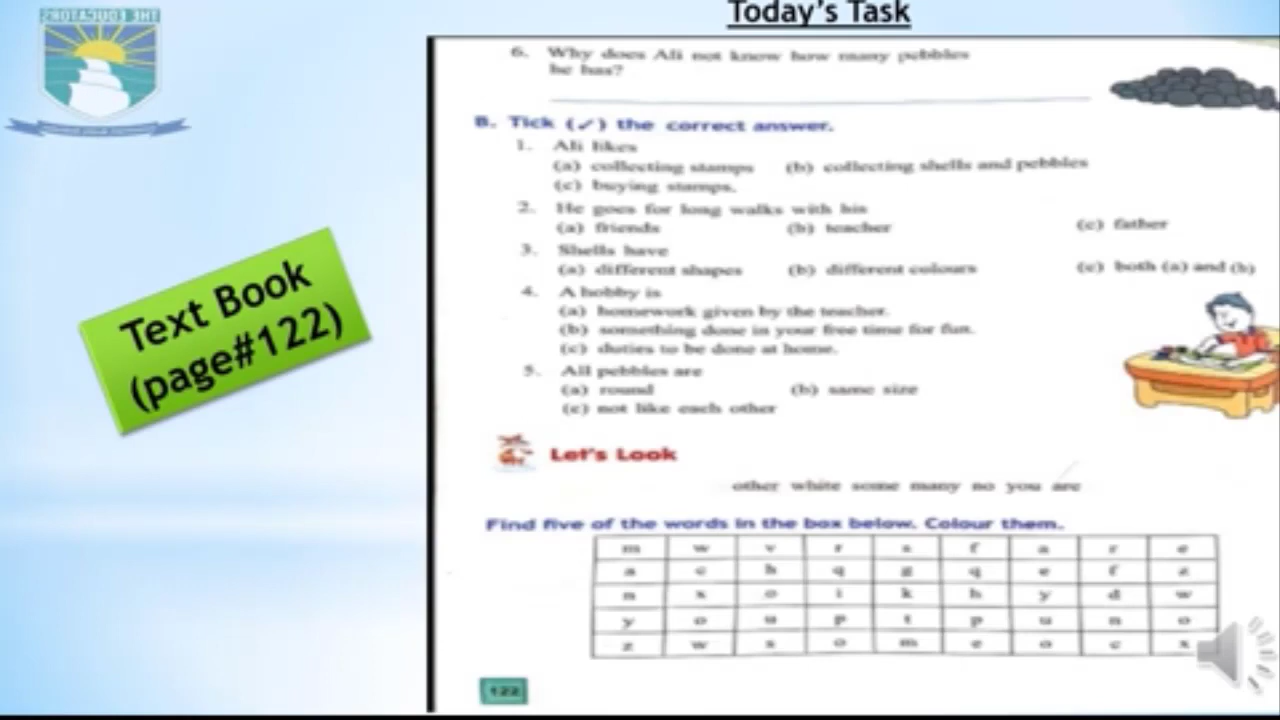 Today's Task
THE EDUCATORS
6. Why does Ali not know how many pebbles
he has?
B. Tick (✓) the correct answer.
1. Ali likes
(a) collecting stamps (b) collecting shells and pebbles
(c) buying stamps.
2. He goes for long walks with his
(a) friends (b) teacher (c) father
3. Shells have
(a) different shapes (b) different colours (c) both (a) and (b)
4. A hobby is
(a) homework given by the teacher.
(b) something done in your free time for fun.
(c) duties to be done at home.
5. All pebbles are
(a) round (b) same size
(c) not like each other
Text Book
(page#122)
Let's Look
other white some many no you are
Find five of the words in the box below. Colour them.
m w v r s f a r e
a c h q g q e f z
n x o i k h y d w
y o u p t p u n o
z w s o m e o c x
122